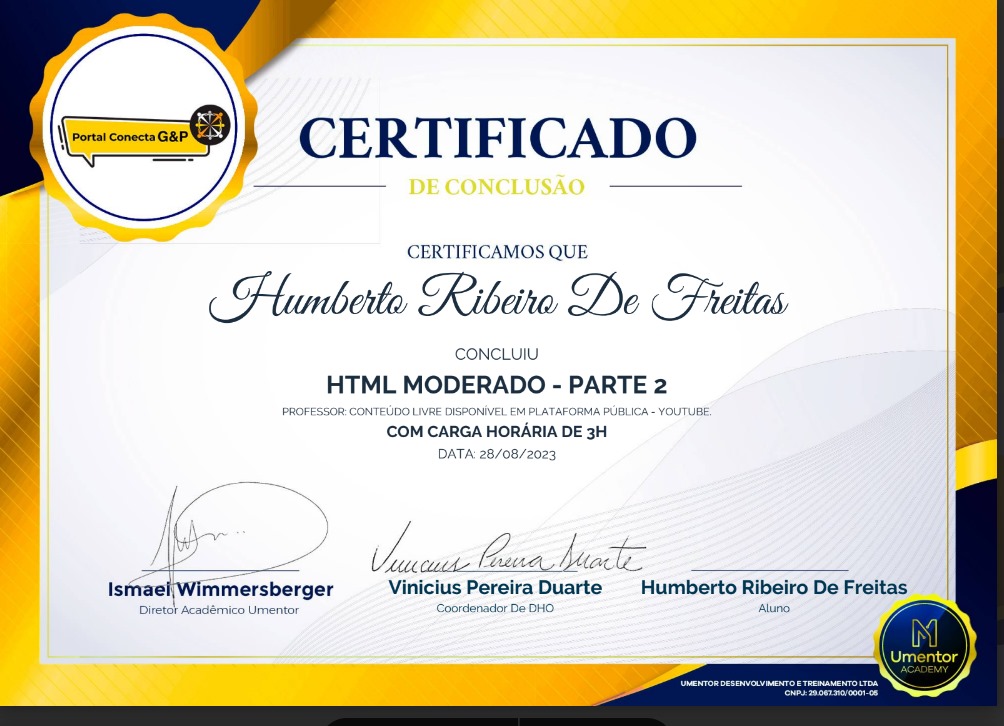 Portal Conecta G&P
CERTIFICADO
DE CONCLUSÃO
CERTIFICAMOS QUE
Humberto Ribeiro De Freitas
CONCLUIU
HTML MODERADO - PARTE 2
PROFESSOR: CONTEÚDO LIVRE DISPONÍVEL EM PLATAFORMA PÚBLICA - YOUTUBE.
COM CARGA HORÁRIA DE 3H
DATA: 28/08/2023
Vinicius Pereira Duarte
Ismael Wimmersberger
Diretor Acadêmico Umentor
Vinicius Pereira Duarte
Coordenador De DHO
Humberto Ribeiro De Freitas
Aluno
Umentor
ACADEMY
UMENTOR DESENVOLVIMENTO E TREINAMENTO LTDA
CNPJ: 29.067.310/0001-05